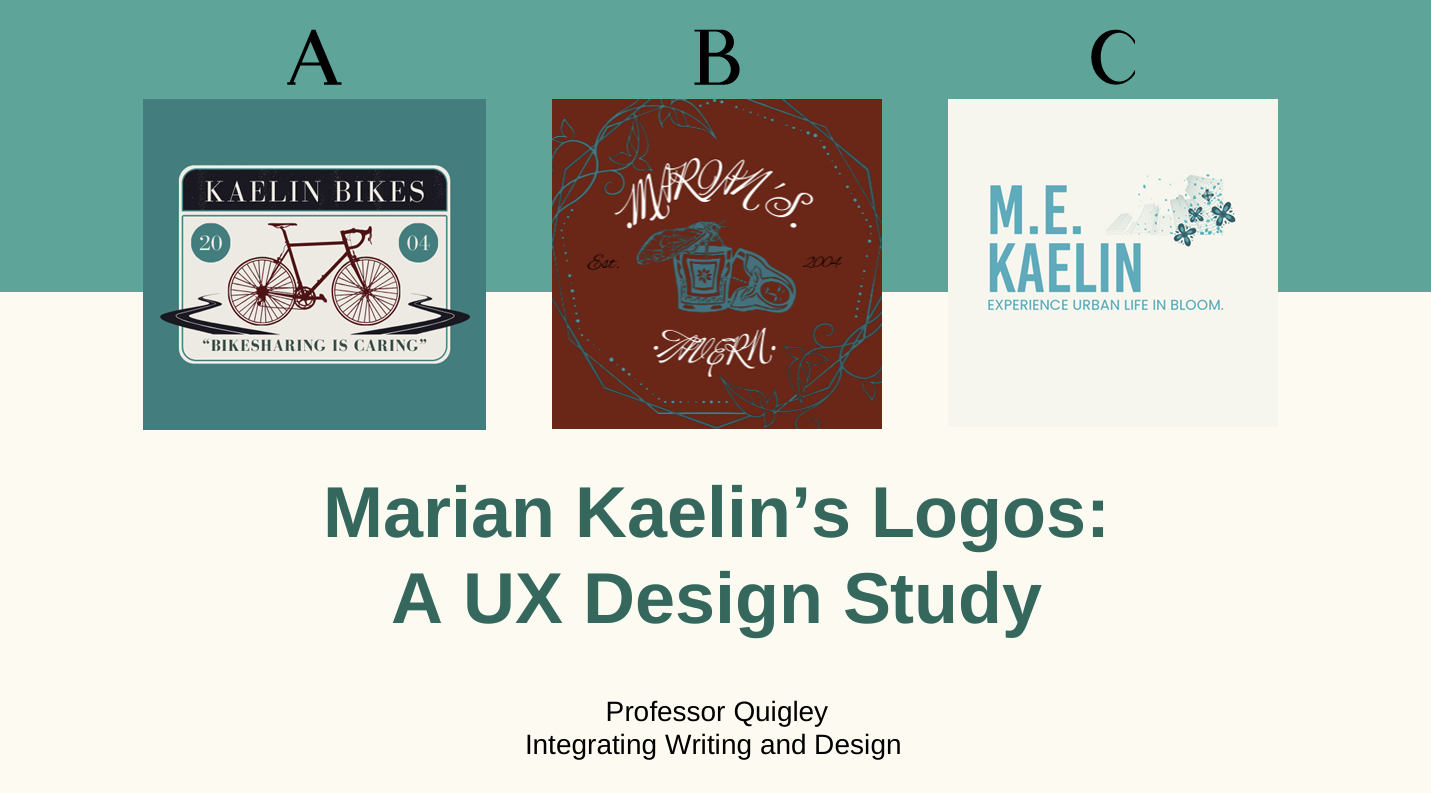 A
B
C
KAELIN BIKES
20
04
“BIKESHARING IS CARING”
MARIAN'S
Est.
2004
TAVERN
M.E.
KAELIN
EXPERIENCE URBAN LIFE IN BLOOM.
Marian Kaelin’s Logos:
A UX Design Study
Professor Quigley
Integrating Writing and Design